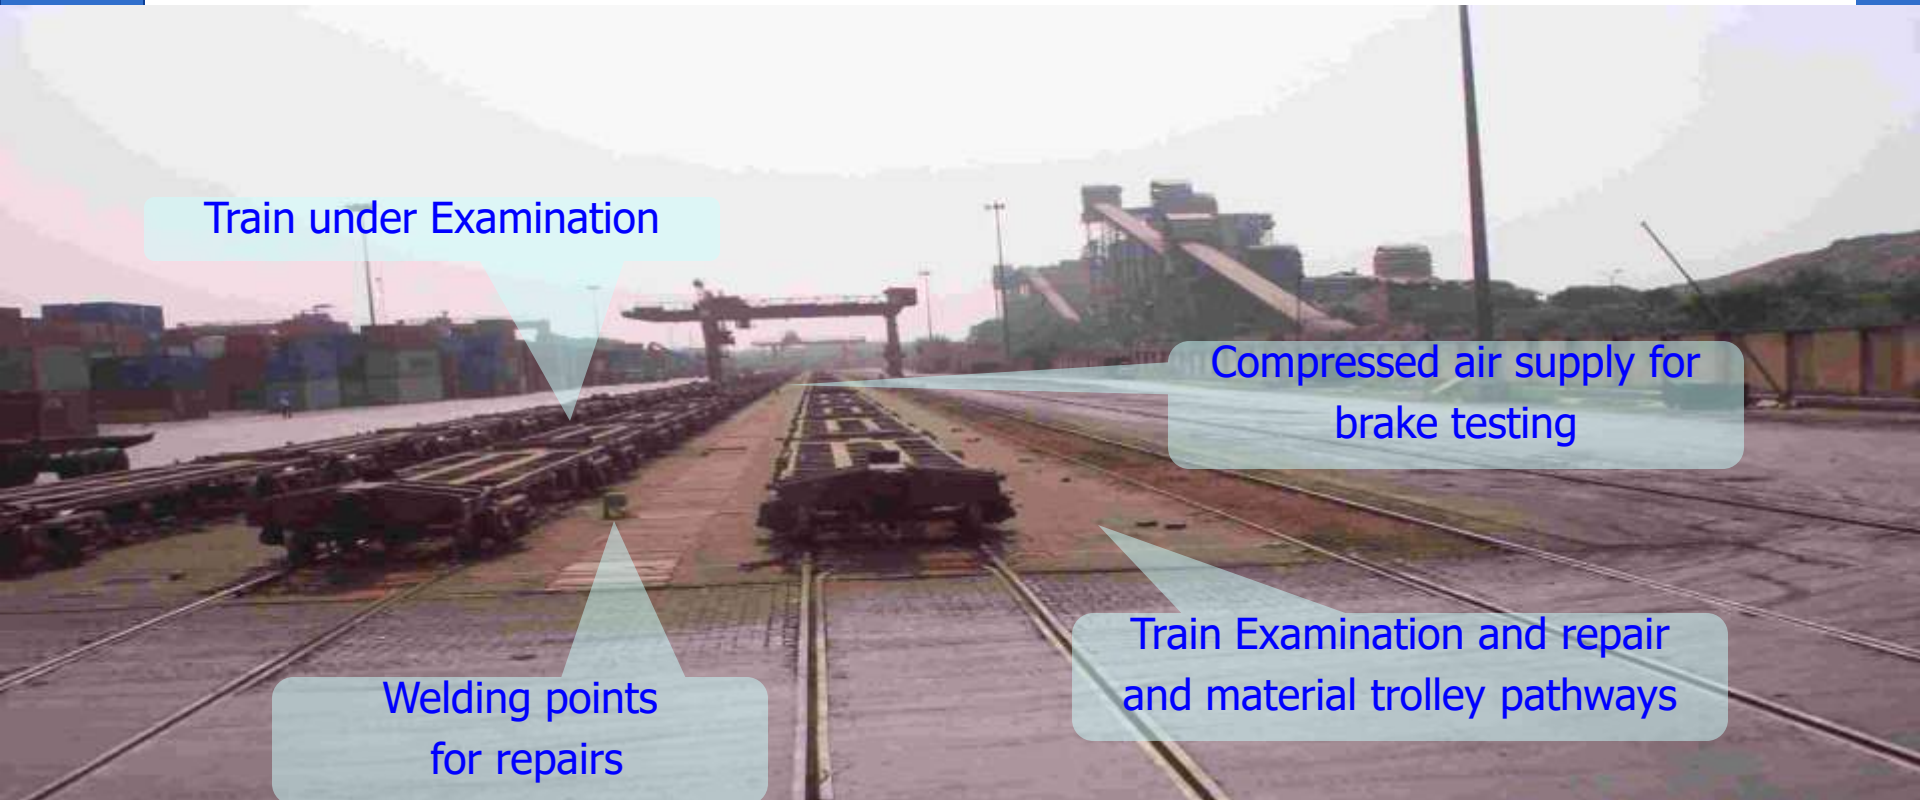 Train under Examination
Compressed air supply for
brake testing
Train Examination and repair
and material trolley pathways
Welding points
for repairs